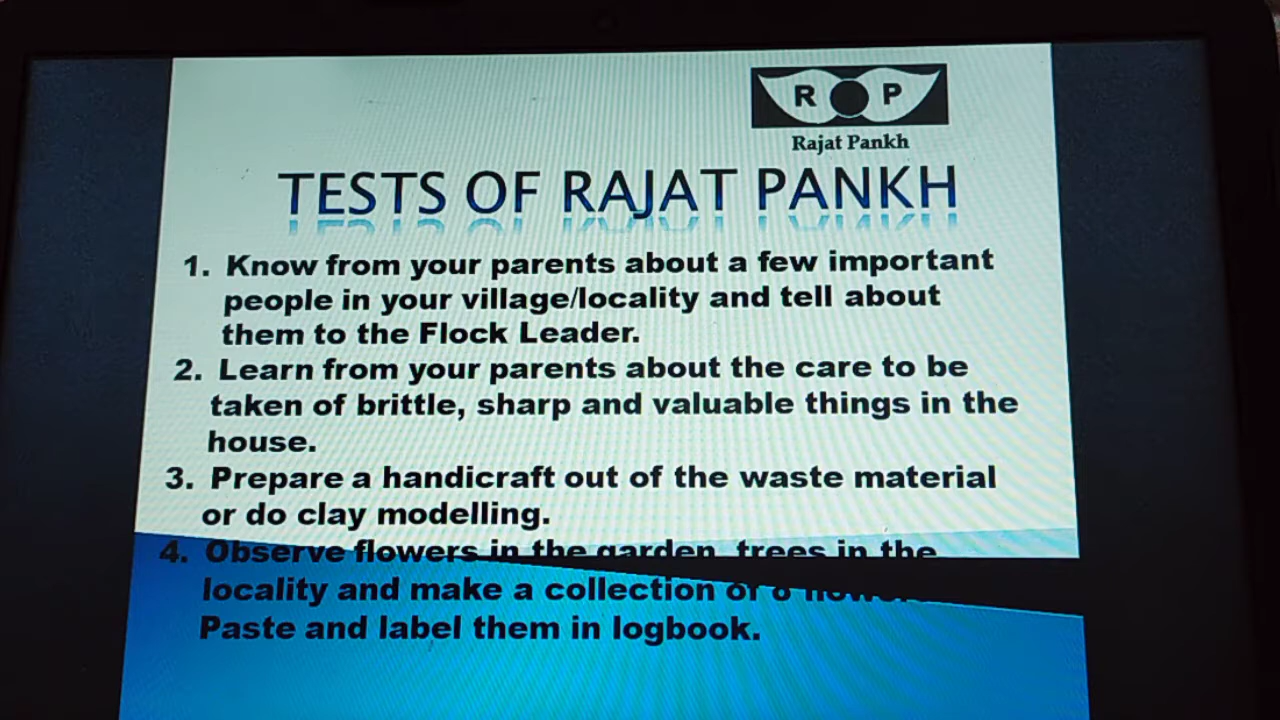 R P
Rajat Pankh
TESTS OF RAJAT PANKH
1. Know from your parents about a few important
people in your village/locality and tell about
them to the Flock Leader.
2. Learn from your parents about the care to be
taken of brittle, sharp and valuable things in the
house.
3. Prepare a handicraft out of the waste material
or do clay modelling.
4. Observe flowers in the garden, trees in the
locality and make a collection of 8
Paste and label them in logbook.